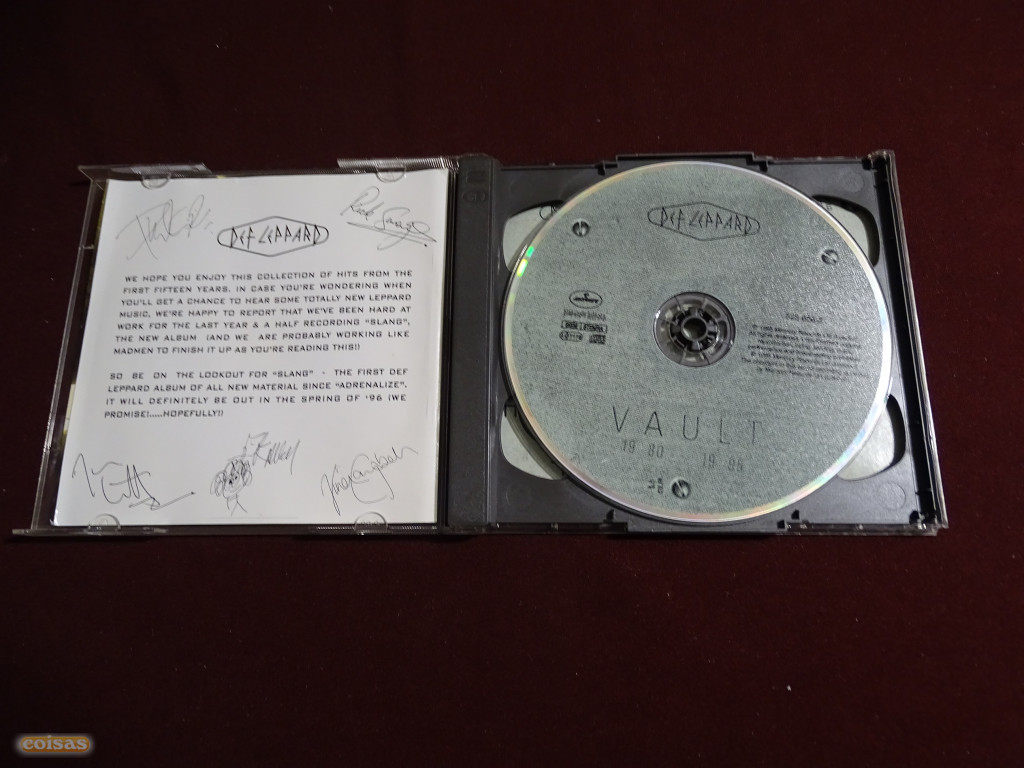 DEF LEPPARD
Rick Savage
WE HOPE YOU ENJOY THIS COLLECTION OF HITS FROM THE
FIRST FIFTEEN YEARS. IN CASE YOU'RE WONDERING WHEN
YOU'LL GET A CHANCE TO HEAR SOME TOTALLY NEW LEPPARD
MUSIC, WE'RE HAPPY TO REPORT THAT WE'VE BEEN HARD AT
WORK FOR THE LAST YEAR & A HALF RECORDING "SLANG",
THE NEW ALBUM (AND WE ARE PROBABLY WORKING LIKE
MADMEN TO FINISH IT UP AS YOU'RE READING THIS!)
SO BE ON THE LOOKOUT FOR "SLANG" - THE FIRST DEF
LEPPARD ALBUM OF ALL NEW MATERIAL SINCE "ADRENALIZE".
IT WILL DEFINITELY BE OUT IN THE SPRING OF '96 (WE
PROMISE!.....HOPEFULLY!)
DEF LEPPARD
VAULT
19 80 19 95
coisas